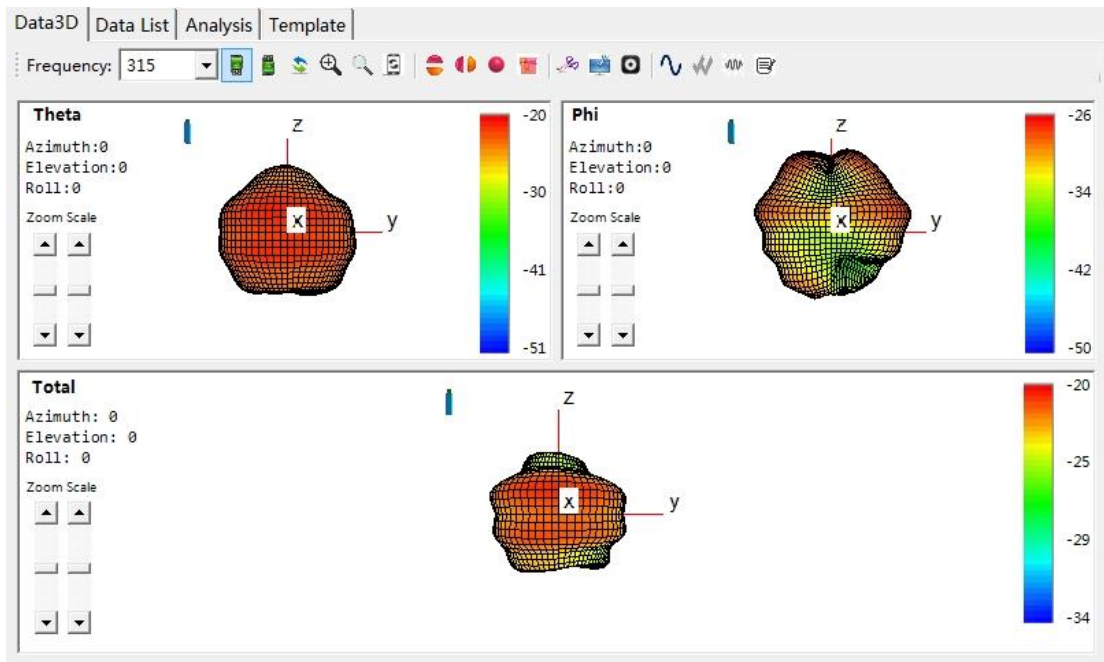 Data3D Data List Analysis Template
Frequency: 315
Theta
Azimuth:0
Elevation:0
Roll:0
Zoom Scale
z
x
y
-20
-30
-41
-51
Phi
Azimuth:0
Elevation:0
Roll:0
Zoom Scale
z
x
y
-26
-34
-42
-50
Total
Azimuth: 0
Elevation: 0
Roll: 0
Zoom Scale
z
x
y
-20
-25
-29
-34